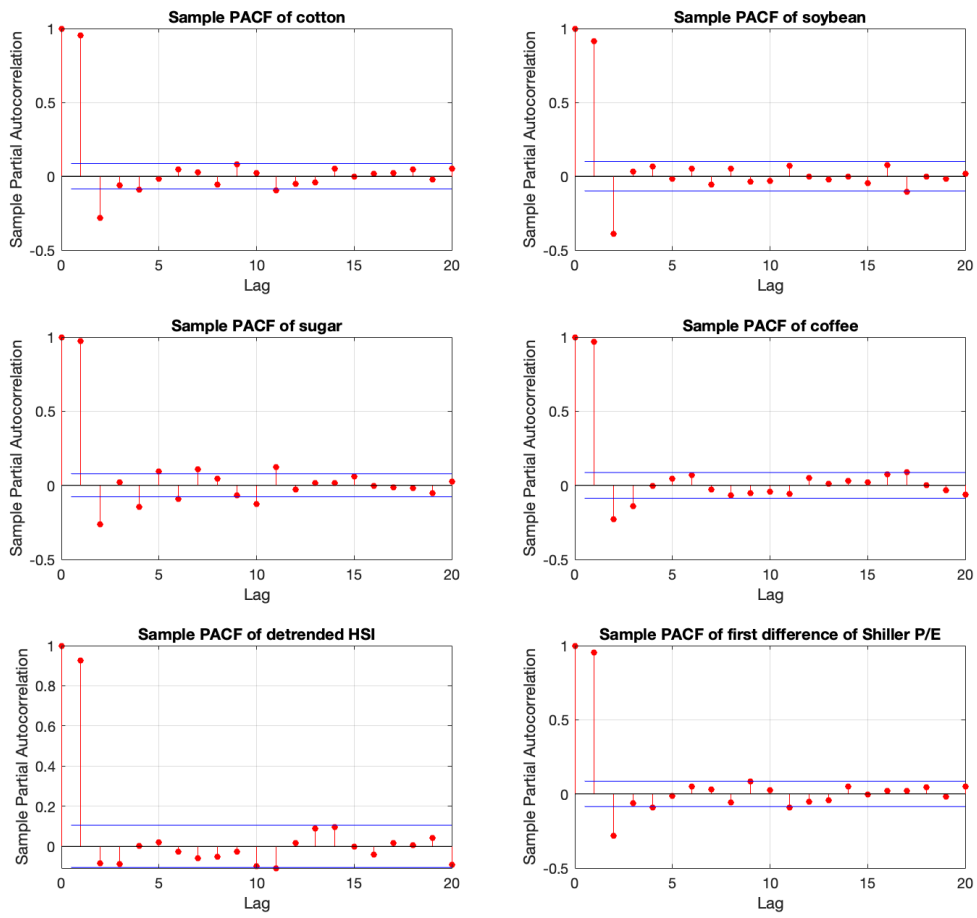 Sample PACF of cotton
1
0.5
0
-0.5
Sample Partial Autocorrelation
0 5 10 15 20
Lag
Sample PACF of soybean
1
0.5
0
-0.5
Sample Partial Autocorrelation
0 5 10 15 20
Lag
Sample PACF of sugar
1
0.5
0
-0.5
Sample Partial Autocorrelation
0 5 10 15 20
Lag
Sample PACF of coffee
1
0.5
0
-0.5
Sample Partial Autocorrelation
0 5 10 15 20
Lag
Sample PACF of detrended HSI
1
0.8
0.6
0.4
0.2
0
Sample Partial Autocorrelation
0 5 10 15 20
Lag
Sample PACF of first difference of Shiller P/E
1
0.5
0
-0.5
Sample Partial Autocorrelation
0 5 10 15 20
Lag